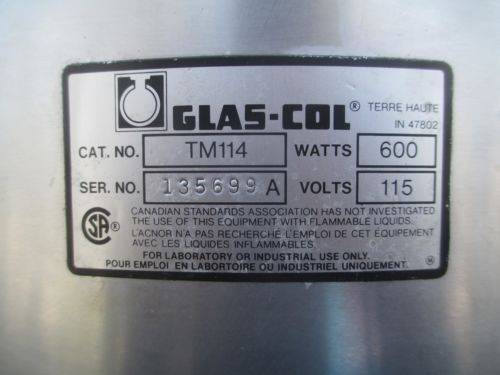 GLAS-COL® TERRE HAUTE
IN 47802
CAT. NO. TM114 WATTS 600
SER. NO. 135699 A VOLTS 115
CANADIAN STANDARDS ASSOCIATION HAS NOT INVESTIGATED
THE USE OF THIS EQUIPMENT WITH FLAMMABLE LIQUIDS.
L'ACNOR N'A PAS RECHERCHÉ L'EMPLOI DE CET ÉQUIPEMENT
AVEC LES LIQUIDES INFLAMMABLES.
SA®
FOR LABORATORY OR INDUSTRIAL USE ONLY.
POUR EMPLOI EN LABORTOIRE OU INDUSTRIEL UNIQUEMENT.